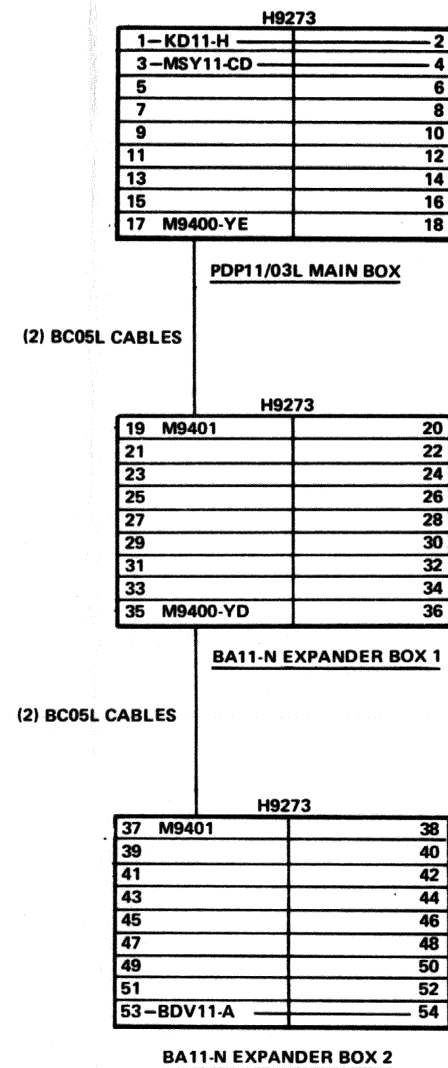 H9273
1–KD11-H 2
3–MSY11-CD 4
5 6
7 8
9 10
11 12
13 14
15 16
17 M9400-YE 18
PDP11/03L MAIN BOX
(2) BC05L CABLES
H9273
19 M9401 20
21 22
23 24
25 26
27 28
29 30
31 32
33 34
35 M9400-YD 36
BA11-N EXPANDER BOX 1
(2) BC05L CABLES
H9273
37 M9401 38
39 40
41 42
43 44
45 46
47 48
49 50
51 52
53–BDV11-A 54
BA11-N EXPANDER BOX 2